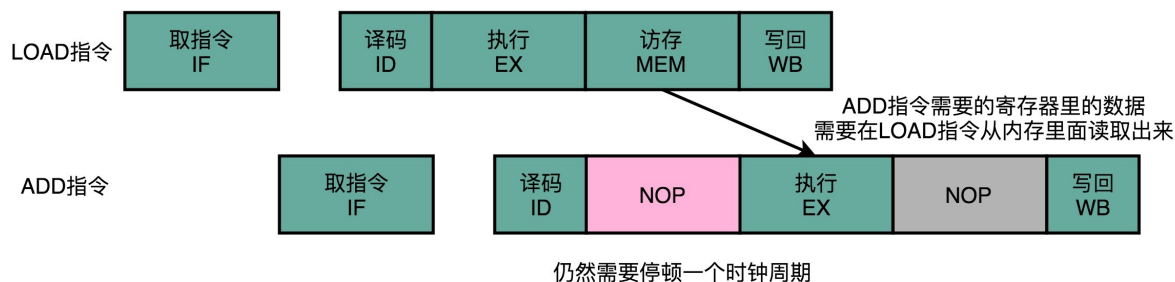 LOAD指令
取指令
IF
译码
ID
执行
EX
访存
MEM
写回
WB
ADD指令需要的寄存器里的数据
需要在LOAD指令从内存里面读取出来
ADD指令
取指令
IF
译码
ID
NOP
执行
EX
NOP
写回
WB
仍然需要停顿一个时钟周期